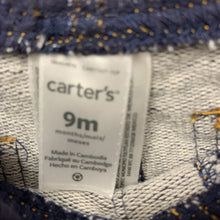 carter's
9m
months/mois/
meses
Made in Cambodia
Fabriqué au Cambodge
Hecho en Camboya